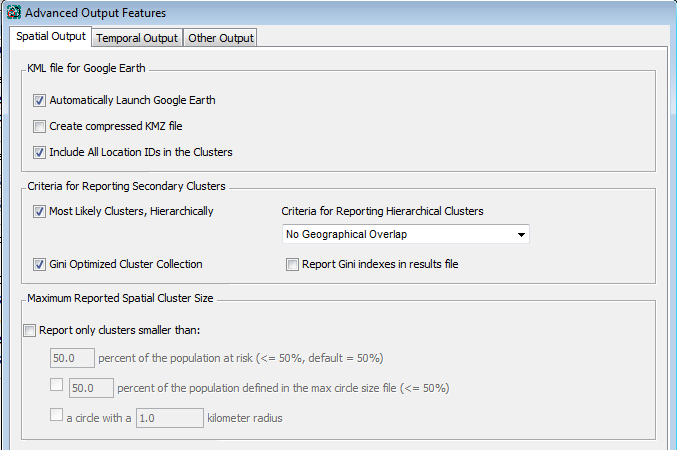 Advanced Output Features
Spatial Output Temporal Output Other Output
KML file for Google Earth
Automatically Launch Google Earth
Create compressed KMZ file
Include All Location IDs in the Clusters
Criteria for Reporting Secondary Clusters
Most Likely Clusters, Hierarchically Criteria for Reporting Hierarchical Clusters
No Geographical Overlap
Gini Optimized Cluster Collection Report Gini indexes in results file
Maximum Reported Spatial Cluster Size
Report only clusters smaller than:
50.0 percent of the population at risk (<= 50%, default = 50%)
50.0 percent of the population defined in the max circle size file (<= 50%)
a circle with a 1.0 kilometer radius